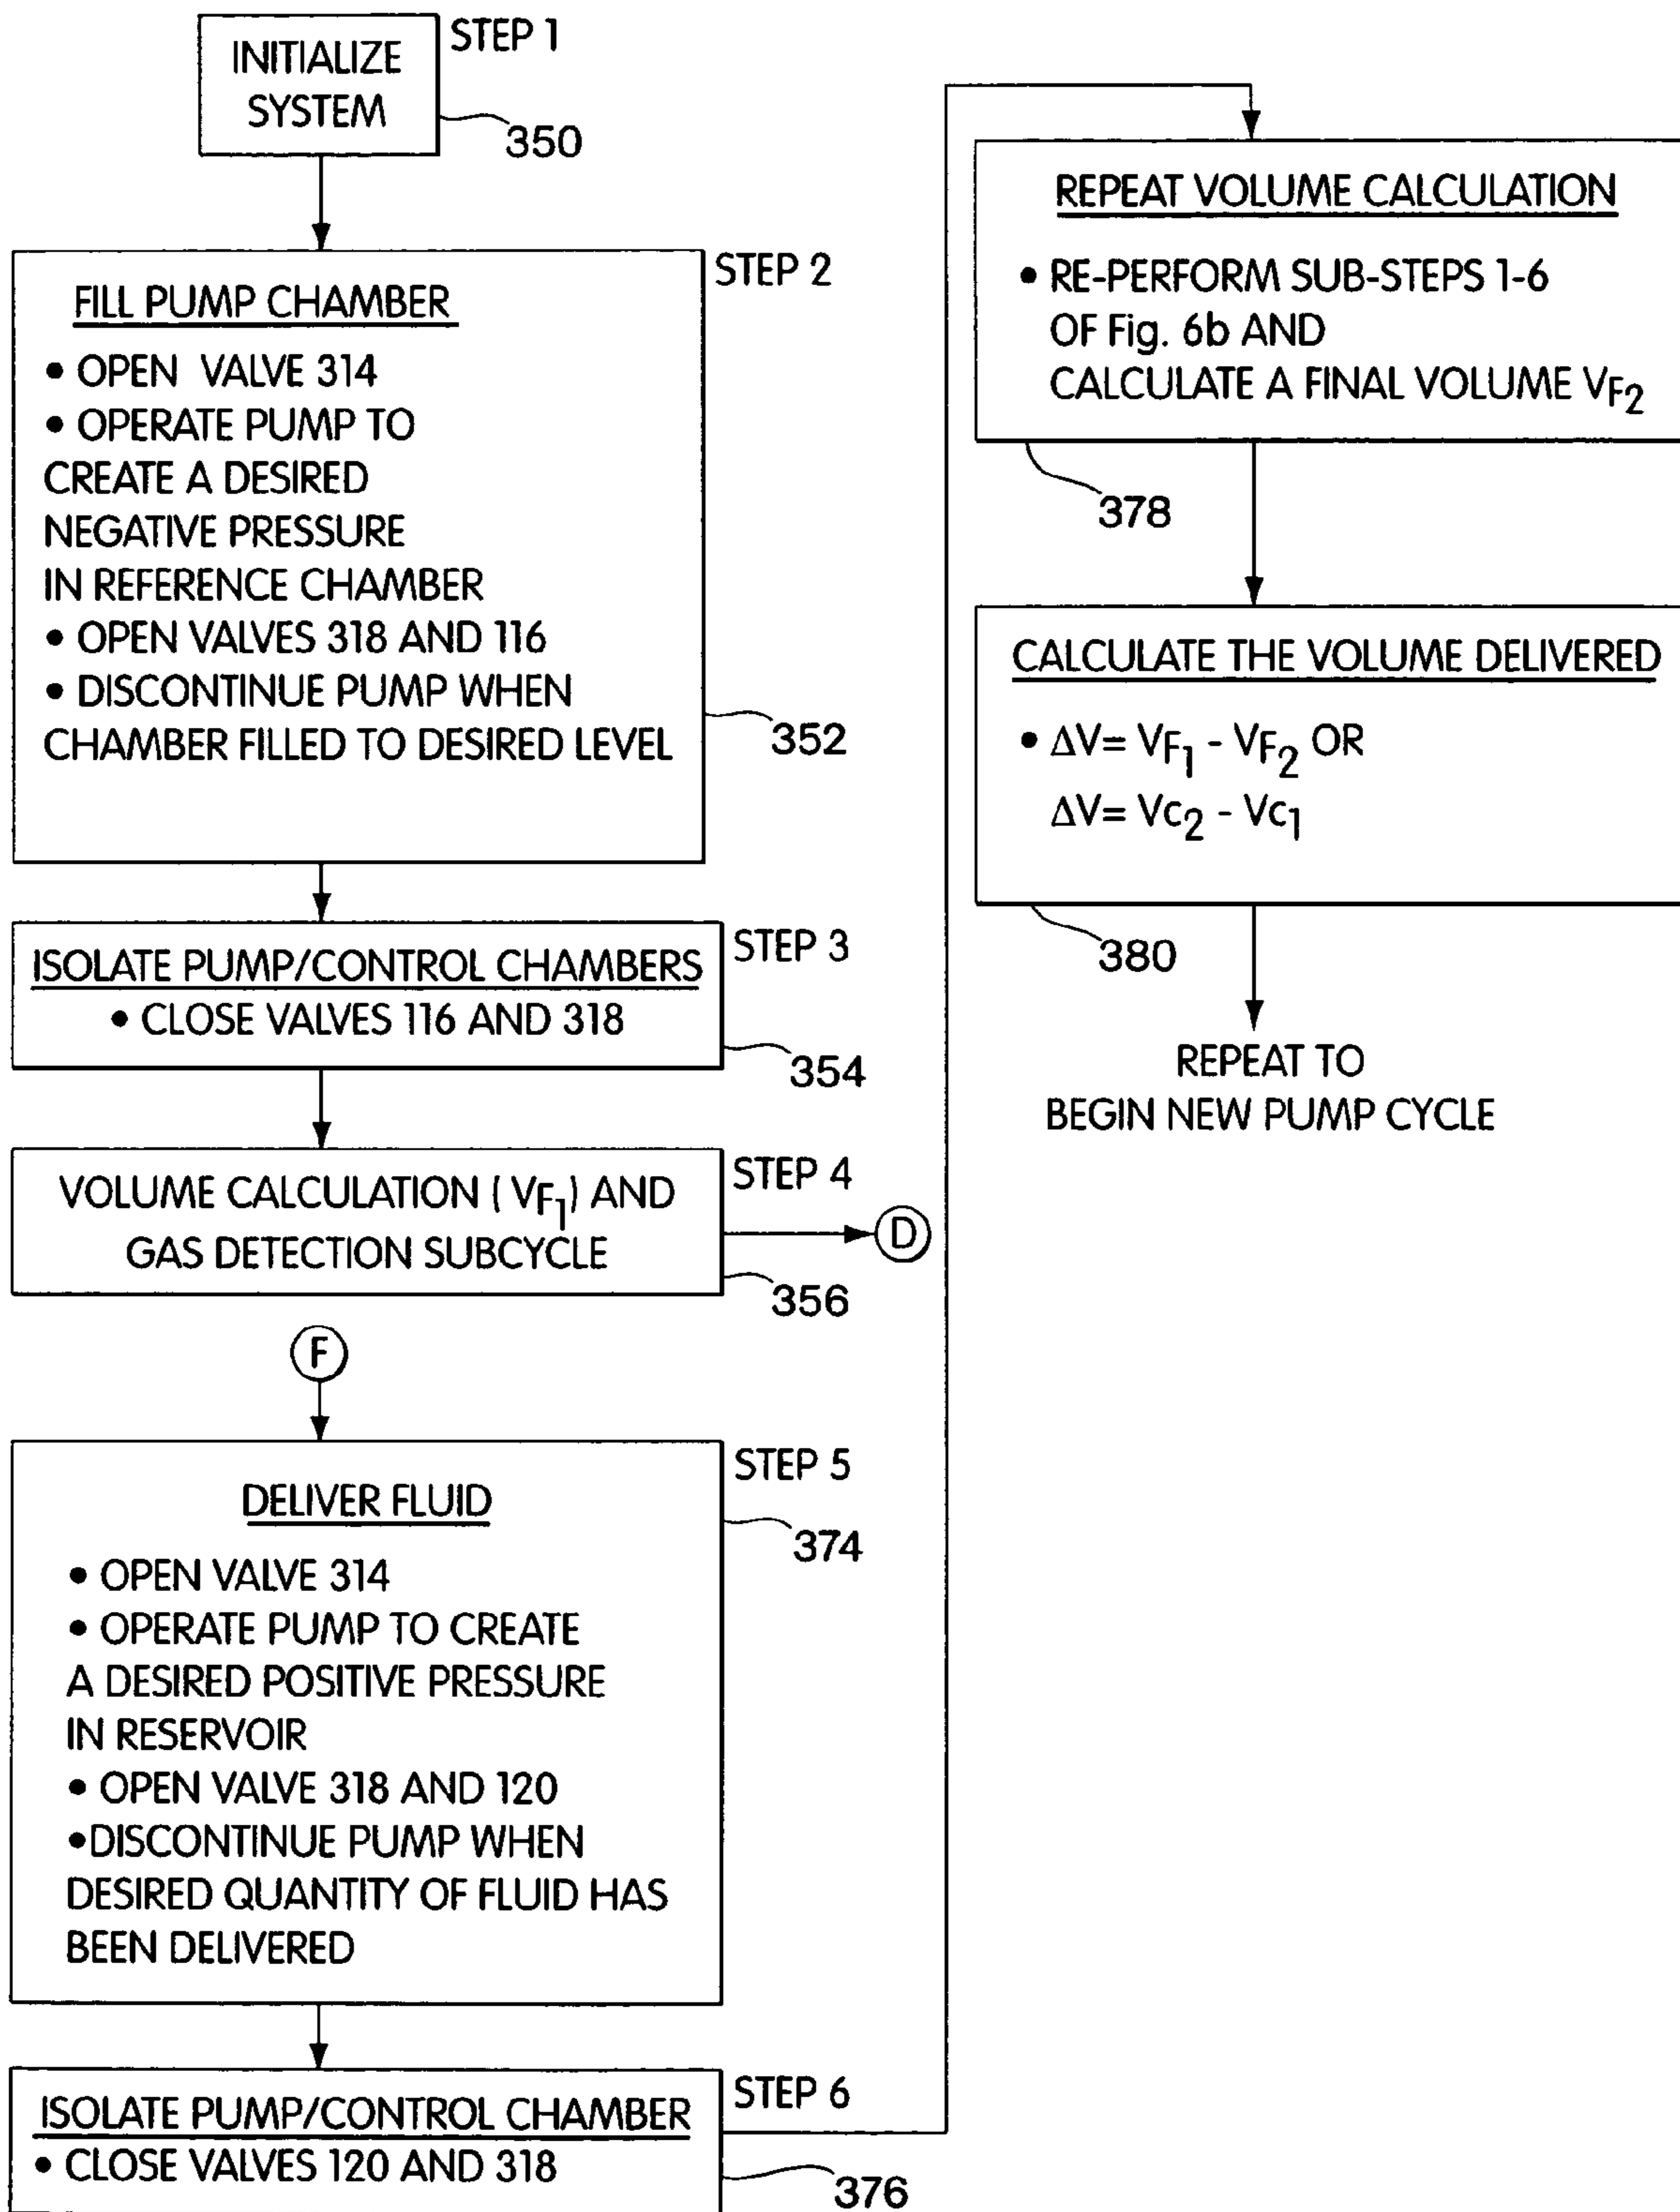 INITIALIZE
SYSTEM
STEP 1
350
STEP 2
FILL PUMP CHAMBER
• OPEN VALVE 314
• OPERATE PUMP TO
CREATE A DESIRED
NEGATIVE PRESSURE
IN REFERENCE CHAMBER
• OPEN VALVES 318 AND 116
• DISCONTINUE PUMP WHEN
CHAMBER FILLED TO DESIRED LEVEL
352
STEP 3
ISOLATE PUMP/CONTROL CHAMBERS
• CLOSE VALVES 116 AND 318
354
STEP 4
VOLUME CALCULATION ( VF1) AND
GAS DETECTION SUBCYCLE
D
356
F
STEP 5
DELIVER FLUID
374
• OPEN VALVE 314
• OPERATE PUMP TO CREATE
A DESIRED POSITIVE PRESSURE
IN RESERVOIR
• OPEN VALVE 318 AND 120
•DISCONTINUE PUMP WHEN
DESIRED QUANTITY OF FLUID HAS
BEEN DELIVERED
STEP 6
ISOLATE PUMP/CONTROL CHAMBER
• CLOSE VALVES 120 AND 318
376
REPEAT VOLUME CALCULATION
• RE-PERFORM SUB-STEPS 1-6
OF Fig. 6b AND
CALCULATE A FINAL VOLUME VF2
378
CALCULATE THE VOLUME DELIVERED
• ΔV= VF1 - VF2 OR
ΔV= Vc2 - Vc1
380
REPEAT TO
BEGIN NEW PUMP CYCLE